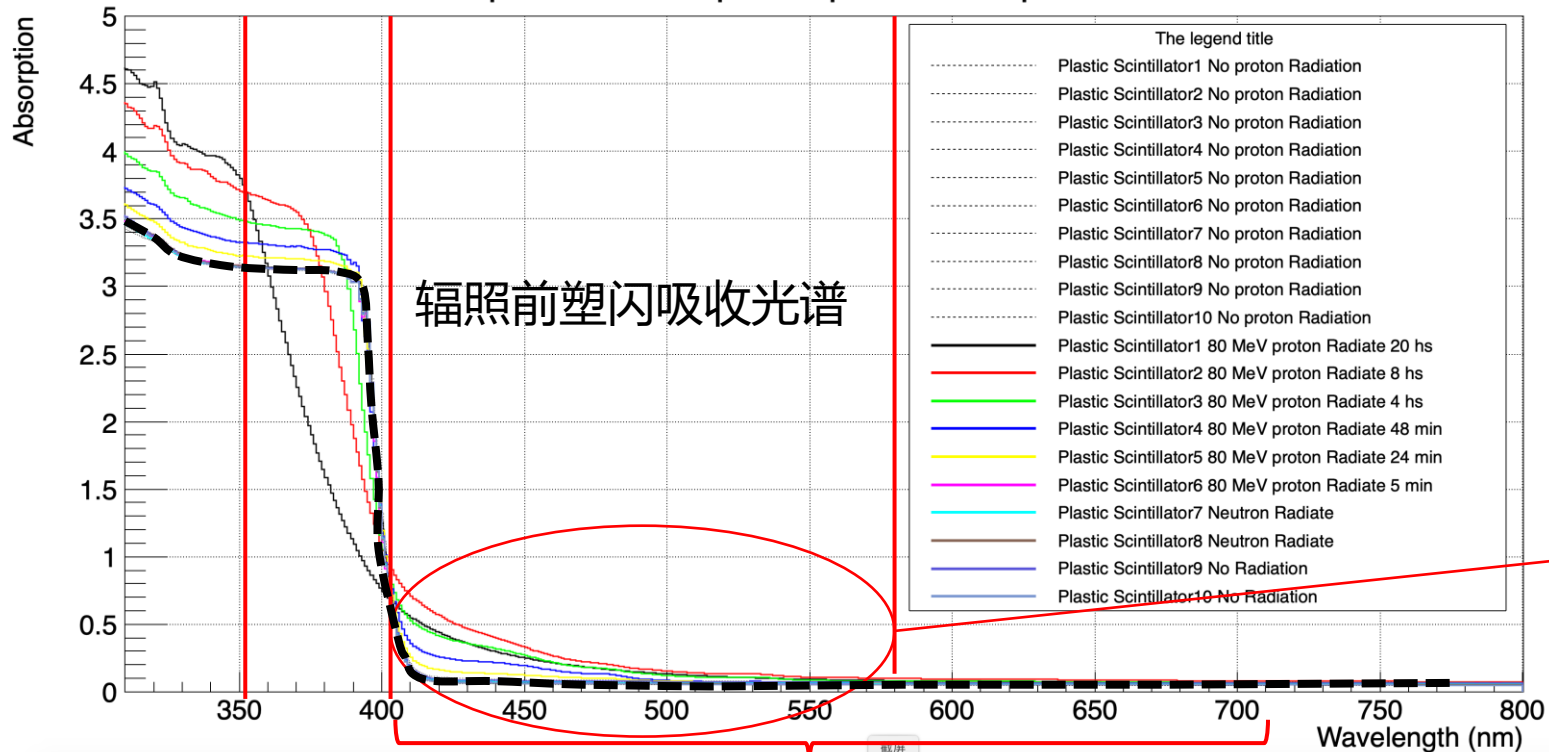 Absorption
5
4.5
4
3.5
3
2.5
2
1.5
1
0.5
0
辐照前塑闪吸收光谱
The legend title
Plastic Scintillator1 No proton Radiation
Plastic Scintillator2 No proton Radiation
Plastic Scintillator3 No proton Radiation
Plastic Scintillator4 No proton Radiation
Plastic Scintillator5 No proton Radiation
Plastic Scintillator6 No proton Radiation
Plastic Scintillator7 No proton Radiation
Plastic Scintillator8 No proton Radiation
Plastic Scintillator9 No proton Radiation
Plastic Scintillator10 No proton Radiation
Plastic Scintillator1 80 MeV proton Radiate 20 hs
Plastic Scintillator2 80 MeV proton Radiate 8 hs
Plastic Scintillator3 80 MeV proton Radiate 4 hs
Plastic Scintillator4 80 MeV proton Radiate 48 min
Plastic Scintillator5 80 MeV proton Radiate 24 min
Plastic Scintillator6 80 MeV proton Radiate 5 min
Plastic Scintillator7 Neutron Radiate
Plastic Scintillator8 Neutron Radiate
Plastic Scintillator9 No Radiation
Plastic Scintillator10 No Radiation
350 400 450 500 550 600 650 700 750 800
Wavelength (nm)